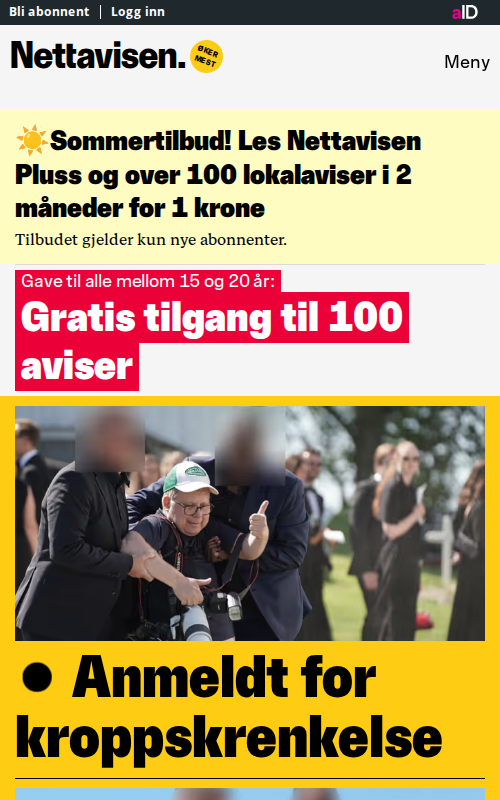 Bli abonnent Logg inn aID
Nettavisen. ØKER MEST
Meny
Sommertilbud! Les Nettavisen
Pluss og over 100 lokalaviser i 2
måneder for 1 krone
Tilbudet gjelder kun nye abonnenter.
Gave til alle mellom 15 og 20 år:
Gratis tilgang til 100
aviser
Anmeldt for
kroppskrenkelse